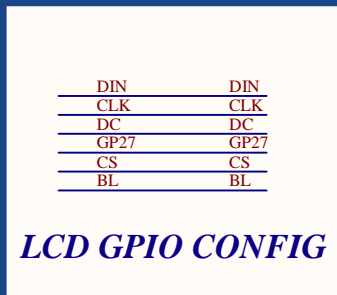 DIN DIN
CLK CLK
DC DC
GP27 GP27
CS CS
BL BL
LCD GPIO CONFIG